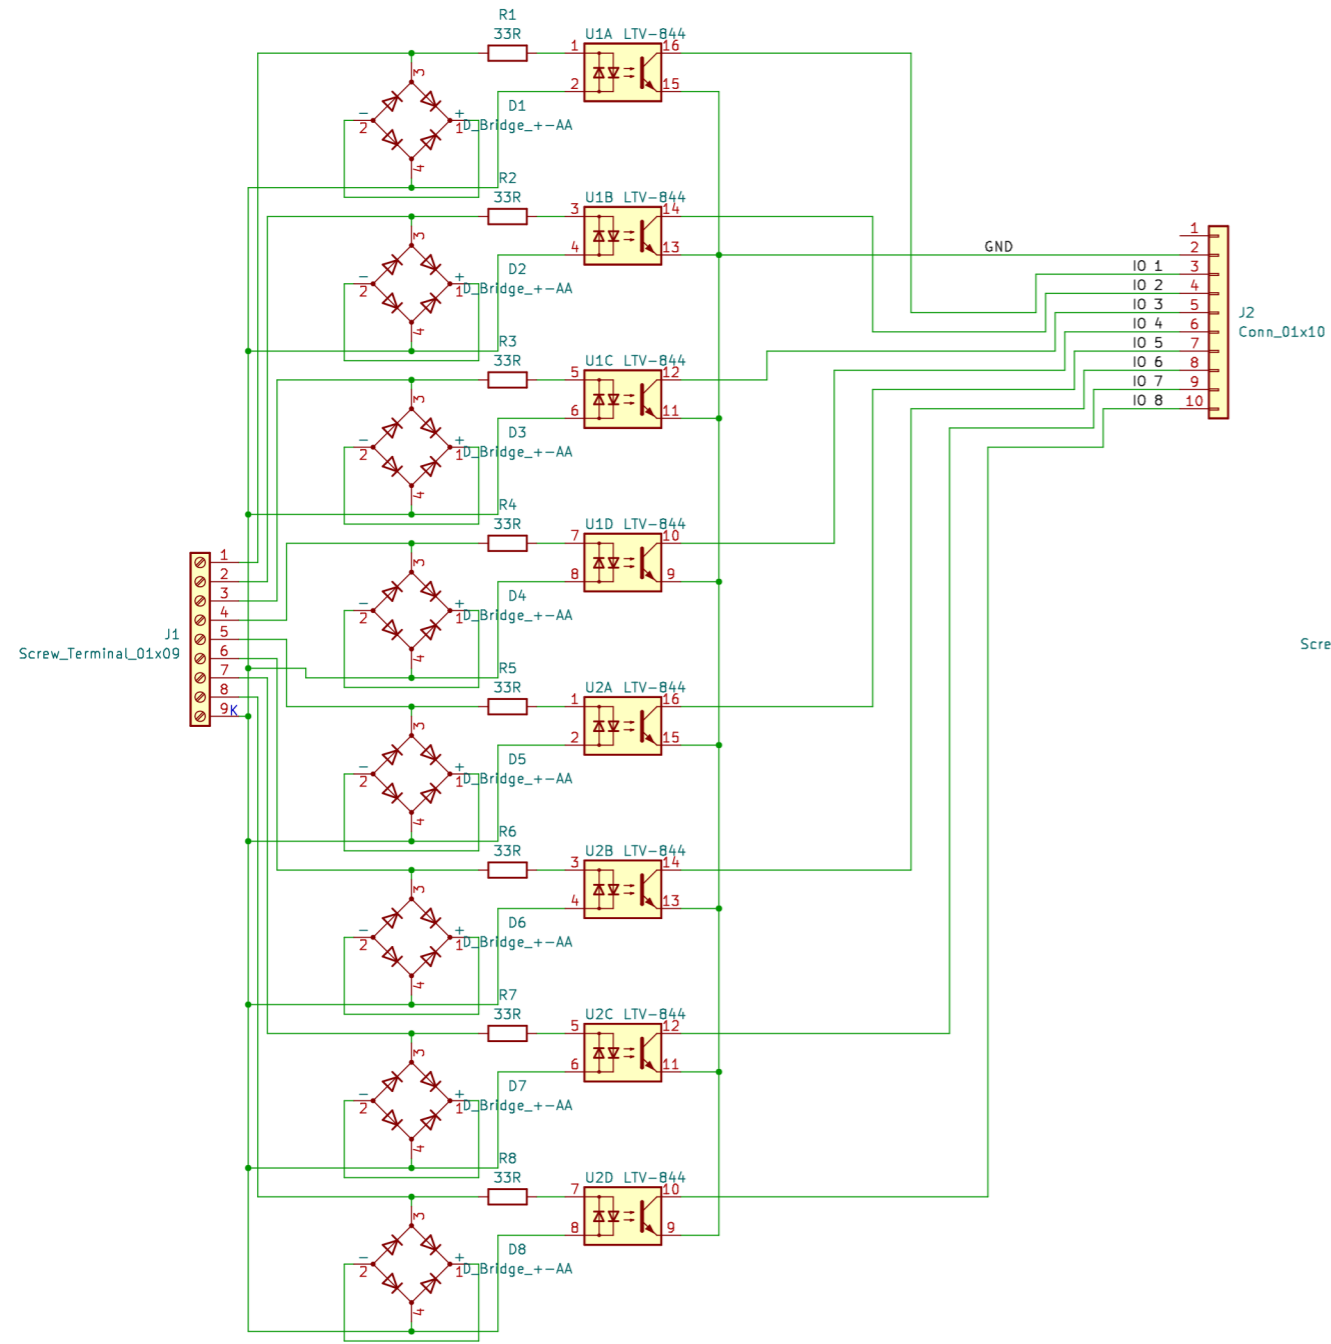 R1
33R
U1A LTV-844
1
16
2
15
3
D1
D_Bridge_+-AA
− 2
+ 1
4
R2
33R
U1B LTV-844
3
14
4
13
3
D2
D_Bridge_+-AA
− 2
+ 1
4
GND
IO 1
IO 2
IO 3
IO 4
IO 5
IO 6
IO 7
IO 8
1
2
3
4
5
6
7
8
9
10
J2
Conn_01x10
R3
33R
U1C LTV-844
5
12
6
11
3
D3
D_Bridge_+-AA
− 2
+ 1
4
R4
33R
U1D LTV-844
7
10
8
9
3
D4
D_Bridge_+-AA
− 2
+ 1
4
J1
Screw_Terminal_01x09
1
2
3
4
5
6
7
8
9 K
Scre
R5
33R
U2A LTV-844
1
16
2
15
3
D5
D_Bridge_+-AA
− 2
+ 1
4
R6
33R
U2B LTV-844
3
14
4
13
3
D6
D_Bridge_+-AA
− 2
+ 1
4
R7
33R
U2C LTV-844
5
12
6
11
3
D7
D_Bridge_+-AA
− 2
+ 1
4
R8
33R
U2D LTV-844
7
10
8
9
3
D8
D_Bridge_+-AA
− 2
+ 1
4